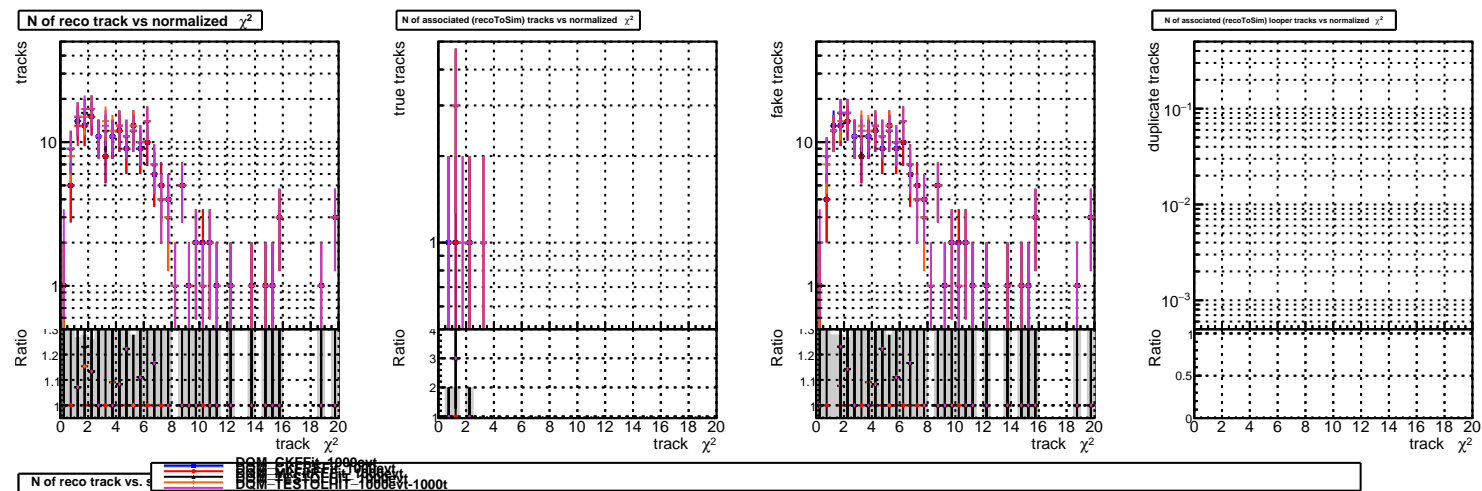 N of reco track vs normalized χ²
tracks
10
1
Ratio
1.3
1.2
1.1
1
0 2 4 6 8 10 12 14 16 18 20
track χ²
N of associated (recoToSim) tracks vs normalized χ²
true tracks
1
Ratio
4
3
2
1
0 2 4 6 8 10 12 14 16 18 20
track χ²
fake tracks
10
1
Ratio
1.3
1.2
1.1
1
0 2 4 6 8 10 12 14 16 18 20
track χ²
N of associated (recoToSim) looper tracks vs normalized χ²
duplicate tracks
10⁻¹
10⁻²
10⁻³
Ratio
1
0.5
0
0 2 4 6 8 10 12 14 16 18 20
track χ²
N of reco track vs. s
DQM-TESTOLHIT-1000evt-1000t